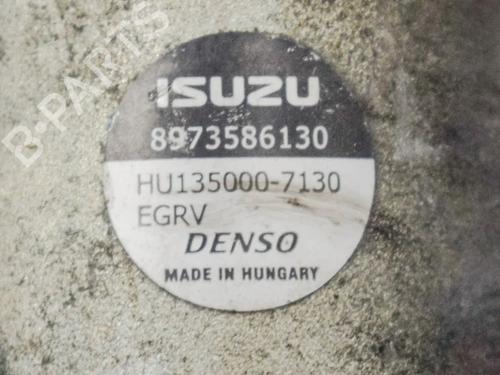 B-PARTS
ISUZU
8973586130
HU135000-7130
EGRV
DENSO
MADE IN HUNGARY